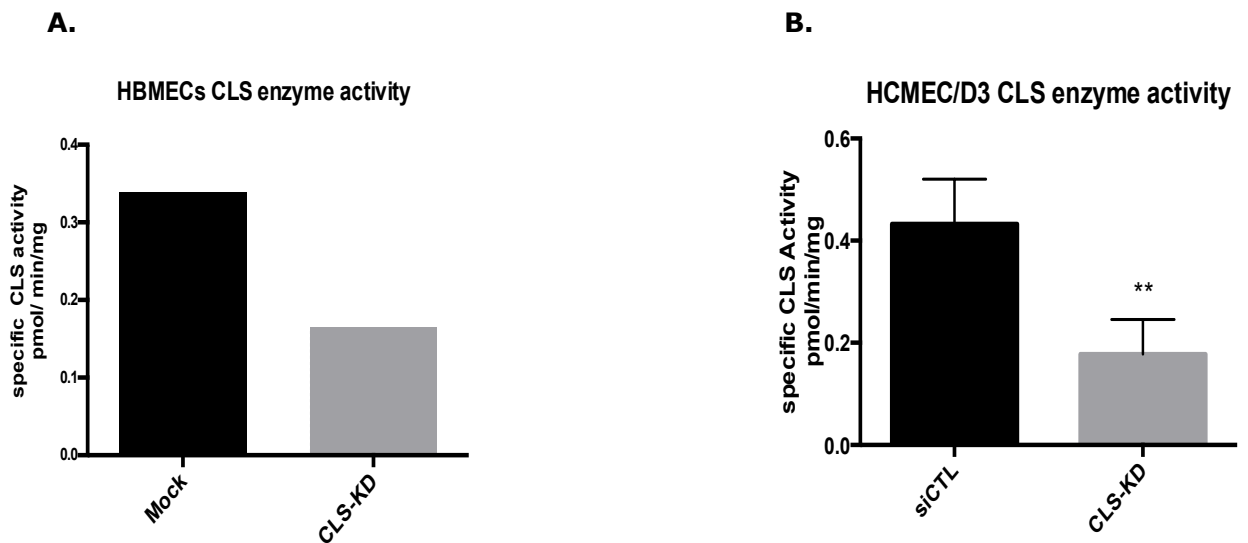 A.
HBMECs CLS enzyme activity
specific CLS activity
pmol/ min/mg
0.4
0.3
0.2
0.1
0.0
Mock
CLS-KD
B.
HCMEC/D3 CLS enzyme activity
specific CLS Activity
pmol/min/mg
0.6
0.4
0.2
0.0
**
siCTL
CLS-KD